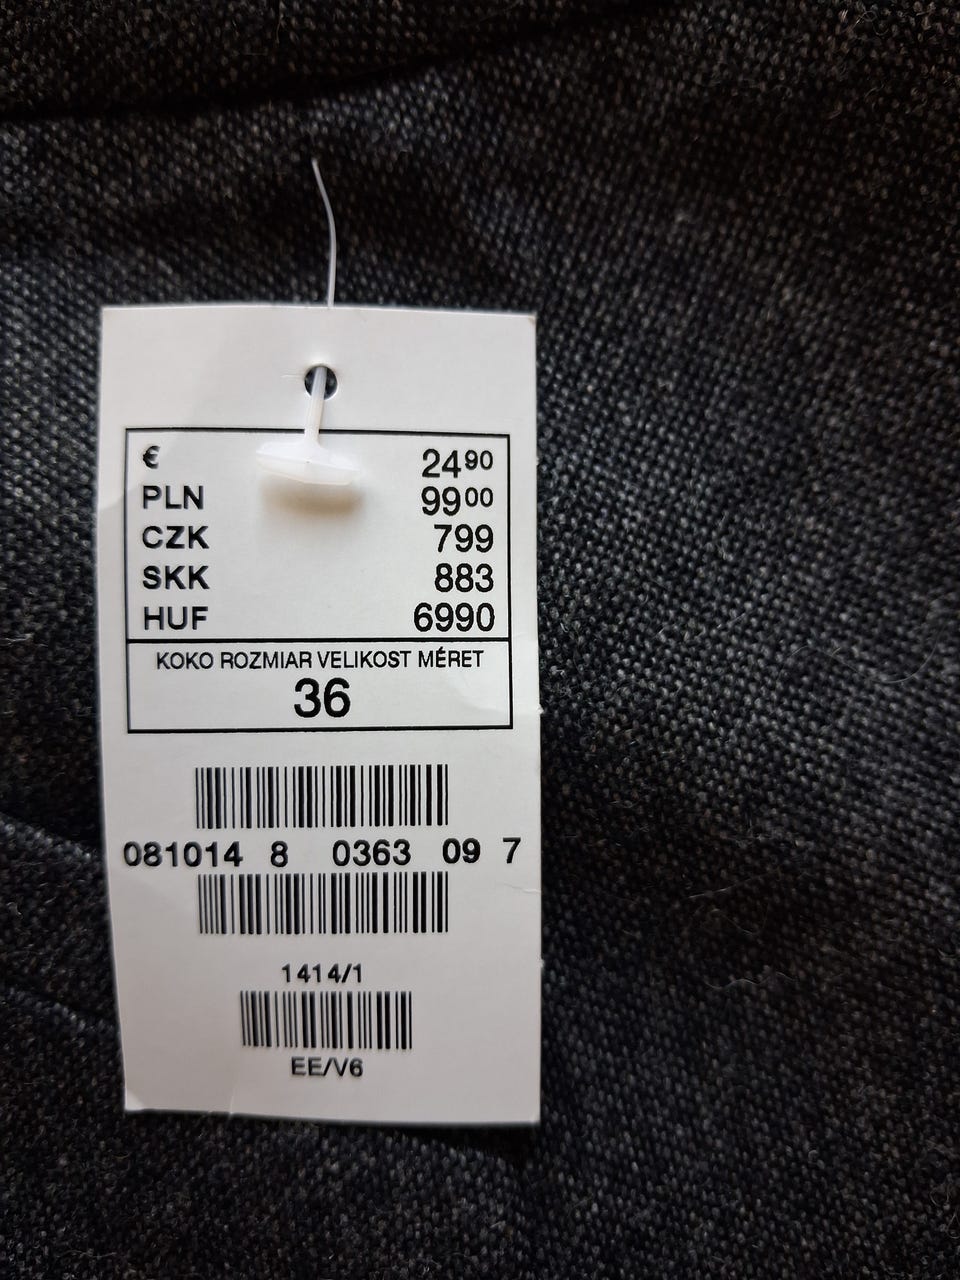 € 24 90
PLN 99 00
CZK 799
SKK 883
HUF 6990
KOKO ROZMIAR VELIKOST MÉRET
36
081014 8 0363 09 7
1414/1
EE/V6